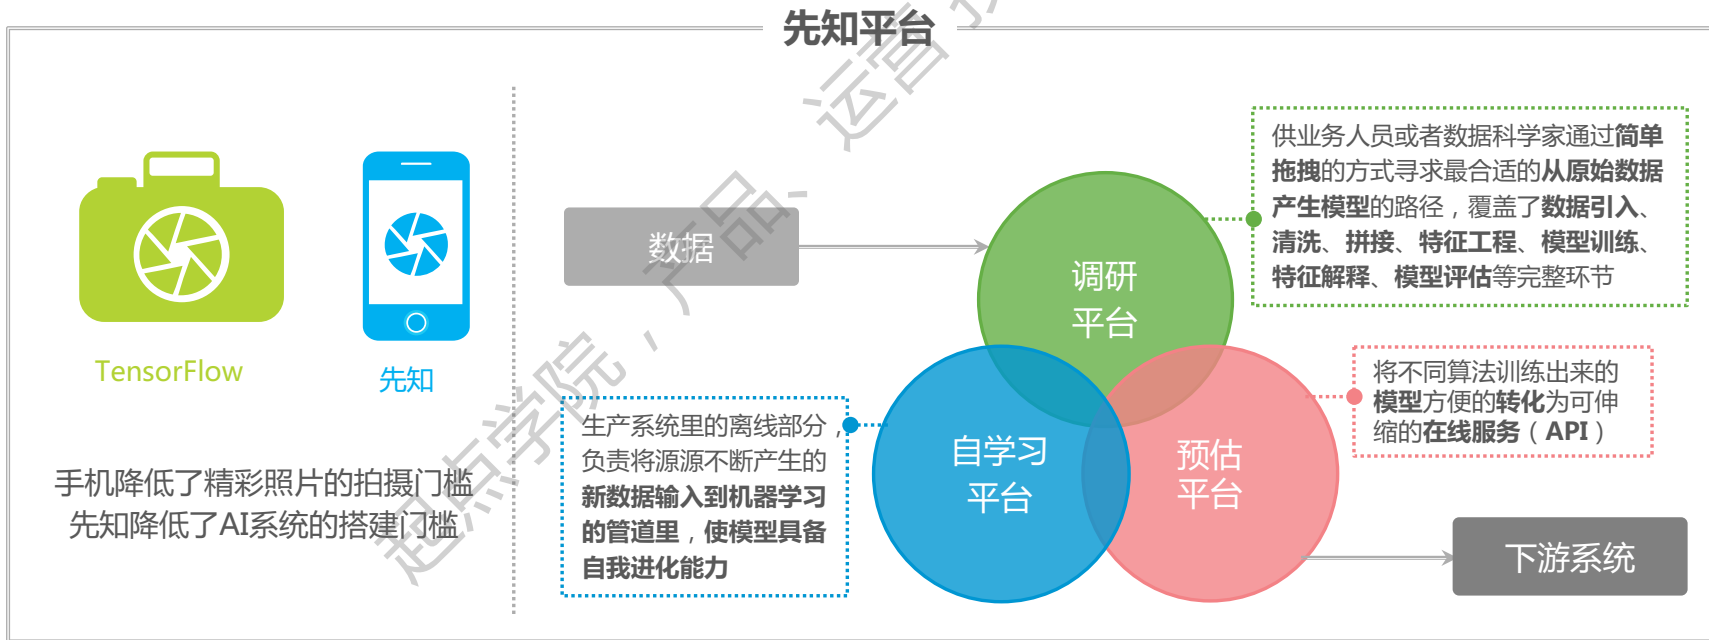 先知平台
TensorFlow
先知
手机降低了精彩照片的拍摄门槛
先知降低了AI系统的搭建门槛
数据
调研
平台
自学习
平台
预估
平台
下游系统
供业务人员或者数据科学家通过简单
拖拽的方式寻求最合适的从原始数据
产生模型的路径，覆盖了数据引入、
清洗、拼接、特征工程、模型训练、
特征解释、模型评估等完整环节
将不同算法训练出来的
模型方便的转化为可伸
缩的在线服务（API）
生产系统里的离线部分，
负责将源源不断产生的
新数据输入到机器学习
的管道里，使模型具备
自我进化能力
起点学院，产品、运营